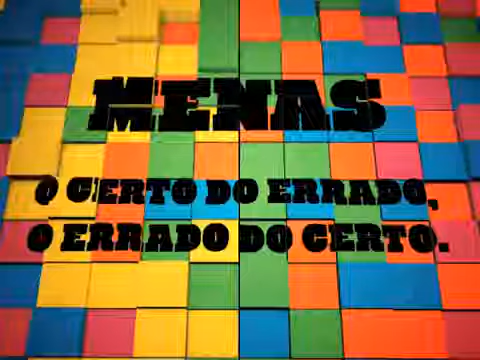 MENAS
O CERTO DO ERRADO,
O ERRADO DO CERTO.